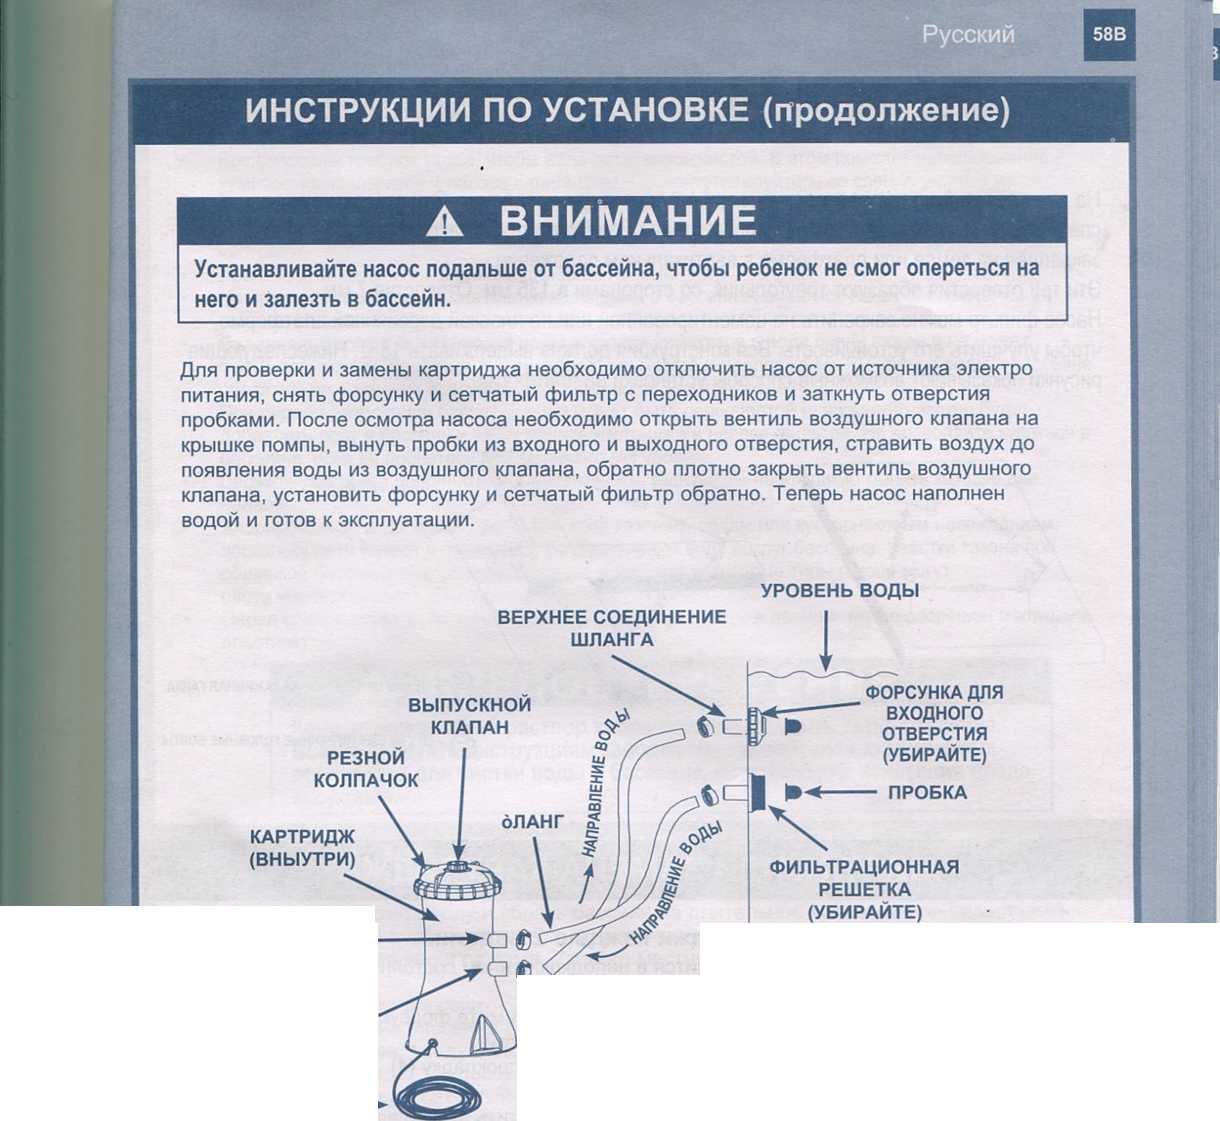 Русский
58В
ИНСТРУКЦИИ ПО УСТАНОВКЕ (продолжение)
ВНИМАНИЕ
Устанавливайте насос подальше от бассейна, чтобы ребенок не смог опереться на
него и залезть в бассейн.
Для проверки и замены картриджа необходимо отключить насос от источника электро
питания, снять форсунку и сетчатый фильтр с переходников и заткнуть отверстия
пробками. После осмотра насоса необходимо открыть вентиль воздушного клапана на
крышке помпы, вынуть пробки из входного и выходного отверстия, стравить воздух до
появления воды из воздушного клапана, обратно плотно закрыть вентиль воздушного
клапана, установить форсунку и сетчатый фильтр обратно. Теперь насос наполнен
водой и готов к эксплуатации.
УРОВЕНЬ ВОДЫ
ВЕРХНЕЕ СОЕДИНЕНИЕ
ШЛАНГА
ФОРСУНКА ДЛЯ
ВХОДНОГО
ОТВЕРСТИЯ
(УБИРАЙТЕ)
ВЫПУСКНОЙ
КЛАПАН
РЕЗНОЙ
КОЛПАЧОК
НАПРАВЛЕНИЕ ВОДЫ
ПРОБКА
òЛАНГ
КАРТРИДЖ
(ВНЫУТРИ)
НАПРАВЛЕНИЕ ВОДЫ
ФИЛЬТРАЦИОННАЯ
РЕШЕТКА
(УБИРАЙТЕ)